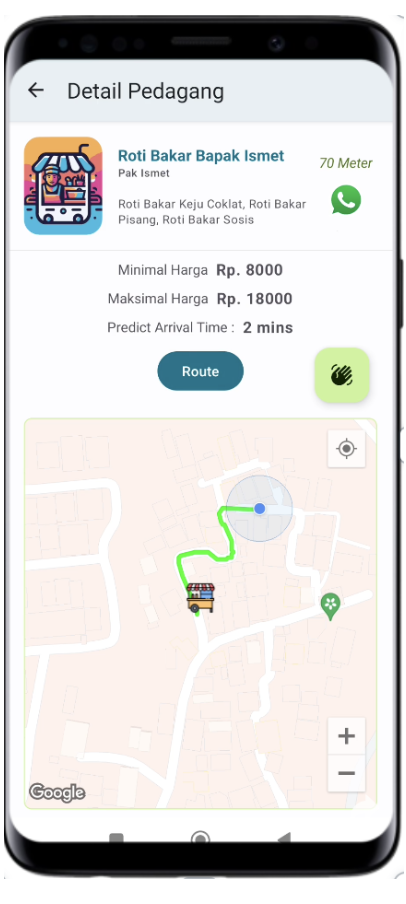 Detail Pedagang
Roti Bakar Bapak Ismet
70 Meter
Pak Ismet
Roti Bakar Keju Coklat, Roti Bakar
Pisang, Roti Bakar Sosis
Minimal Harga Rp. 8000
Maksimal Harga Rp. 18000
Predict Arrival Time : 2 mins
Route
Google